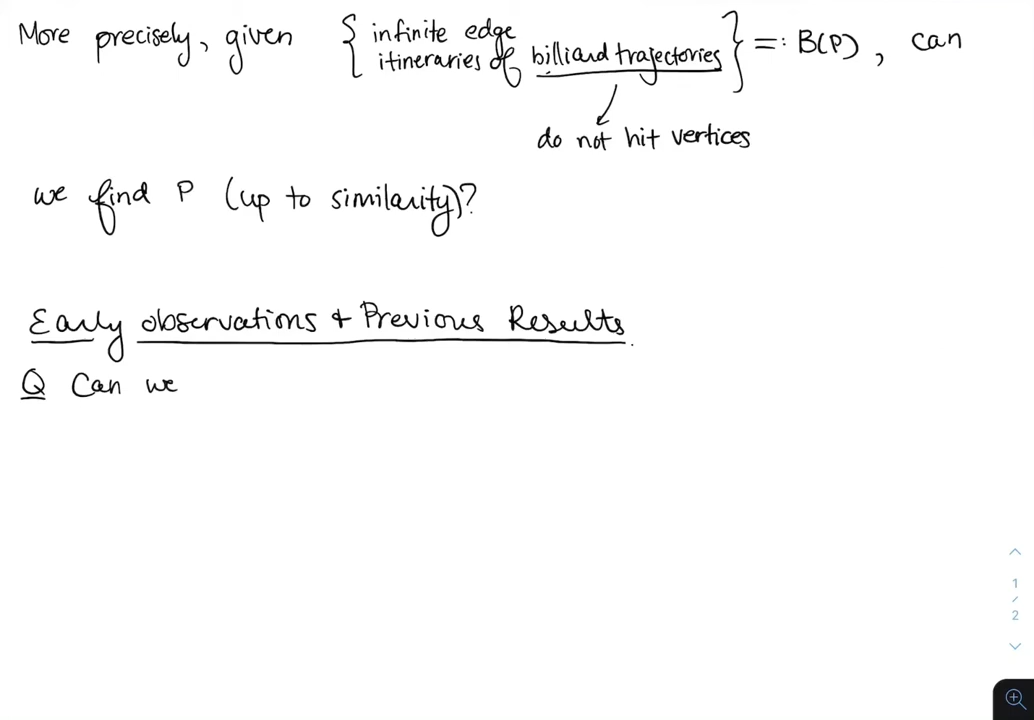 More precisely, given { infinite edge itineraries of billiard trajectories } =: B(P), can
do not hit vertices
we find P (up to similarity)?
Early observations + Previous Results.
Q Can we
1
/
2